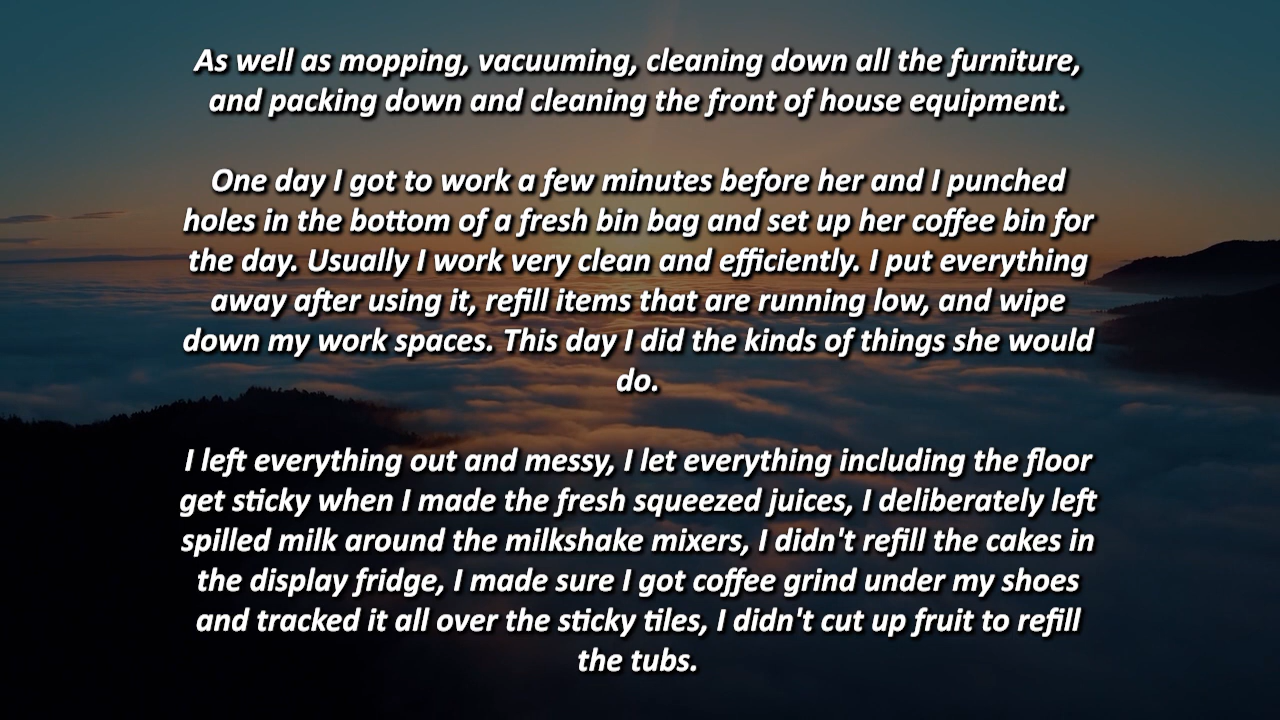 As well as mopping, vacuuming, cleaning down all the furniture,
and packing down and cleaning the front of house equipment.
One day I got to work a few minutes before her and I punched
holes in the bottom of a fresh bin bag and set up her coffee bin for
the day. Usually I work very clean and efficiently. I put everything
away after using it, refill items that are running low, and wipe
down my work spaces. This day I did the kinds of things she would
do.
I left everything out and messy, I let everything including the floor
get sticky when I made the fresh squeezed juices, I deliberately left
spilled milk around the milkshake mixers, I didn't refill the cakes in
the display fridge, I made sure I got coffee grind under my shoes
and tracked it all over the sticky tiles, I didn't cut up fruit to refill
the tubs.